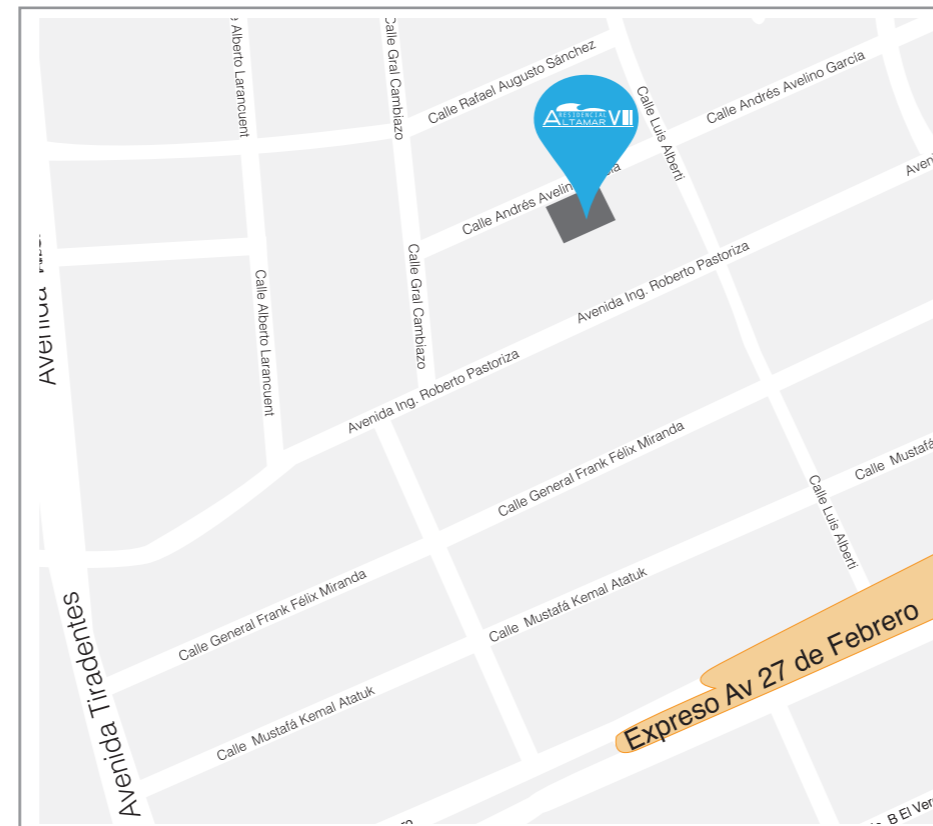 Alberto Larancuent
Calle Gral Cambiazo
Calle Rafael Augusto Sánchez
RESIDENCIAL
ALTAMAR VII
Calle Luis Alberti
Calle Andrés Avelino García
Calle Andrés Avelin
Avenida
Calle Alberto Larancuent
Calle Gral Cambiazo
Avenida Ing. Roberto Pastoriza
Avenida Ing. Roberto Pastoriza
Calle General Frank Félix Miranda
Calle Mustafá
Calle Luis Alberti
Calle General Frank Félix Miranda
Calle Mustafá Kemal Atatuk
Avenida Tiradentes
Calle Mustafá Kemal Atatuk
Expreso Av 27 de Febrero
B El